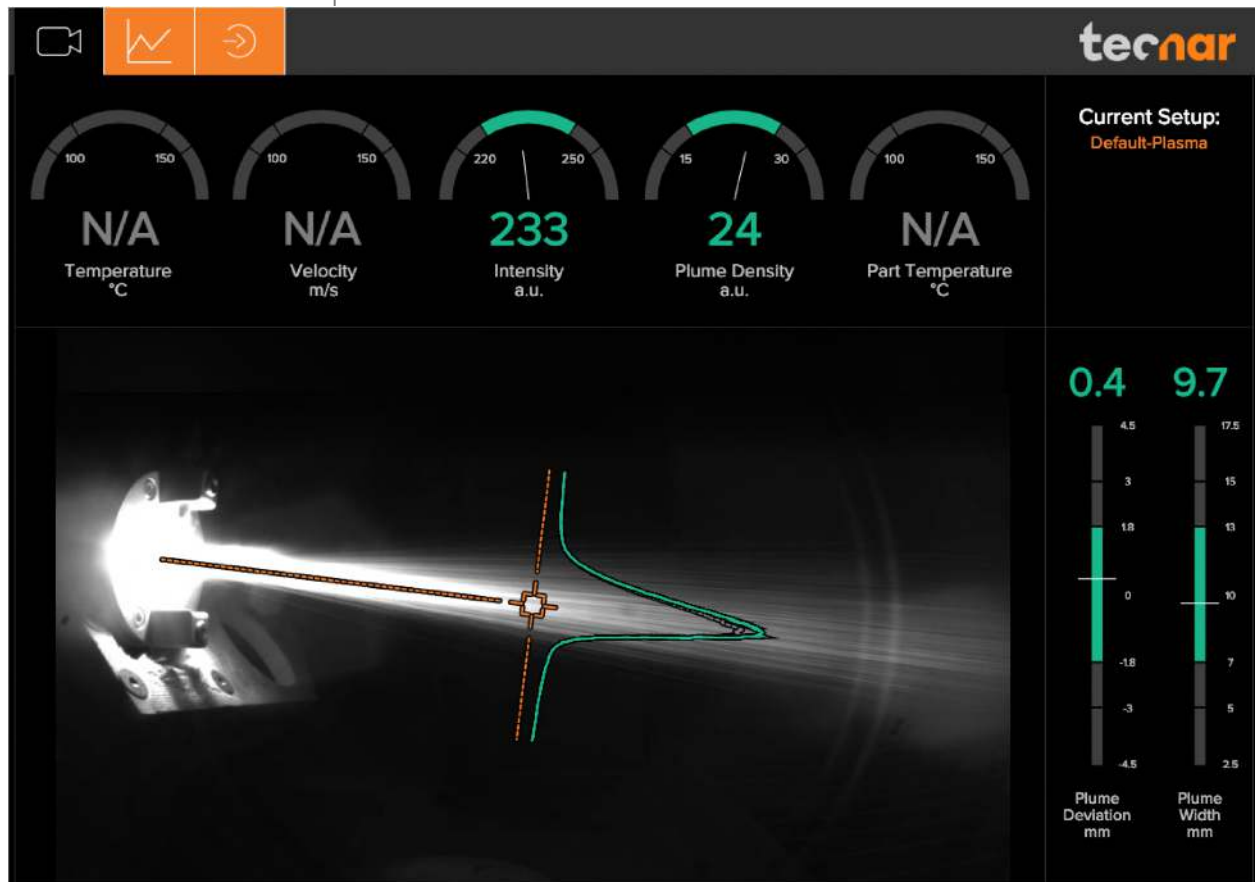 tecnar
100 150
N/A
Temperature
°C
100 150
N/A
Velocity
m/s
220 250
233
Intensity
a.u.
15 30
24
Plume Density
a.u.
100 150
N/A
Part Temperature
°C
Current Setup:
Default-Plasma
0.4
4.5
3
1.8
0
-1.8
-3
-4.5
Plume
Deviation
mm
9.7
17.5
15
13
10
7
5
2.5
Plume
Width
mm